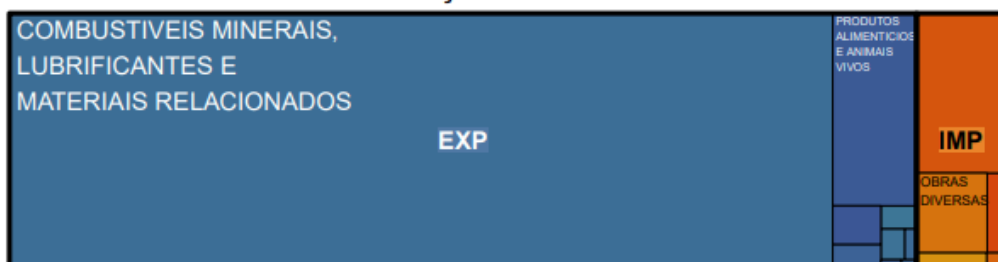 COMBUSTIVEIS MINERAIS,
LUBRIFICANTES E
MATERIAIS RELACIONADOS
EXP
PRODUTOS
ALIMENTICIOS
E ANIMAIS
VIVOS
IMP
OBRAS
DIVERSAS